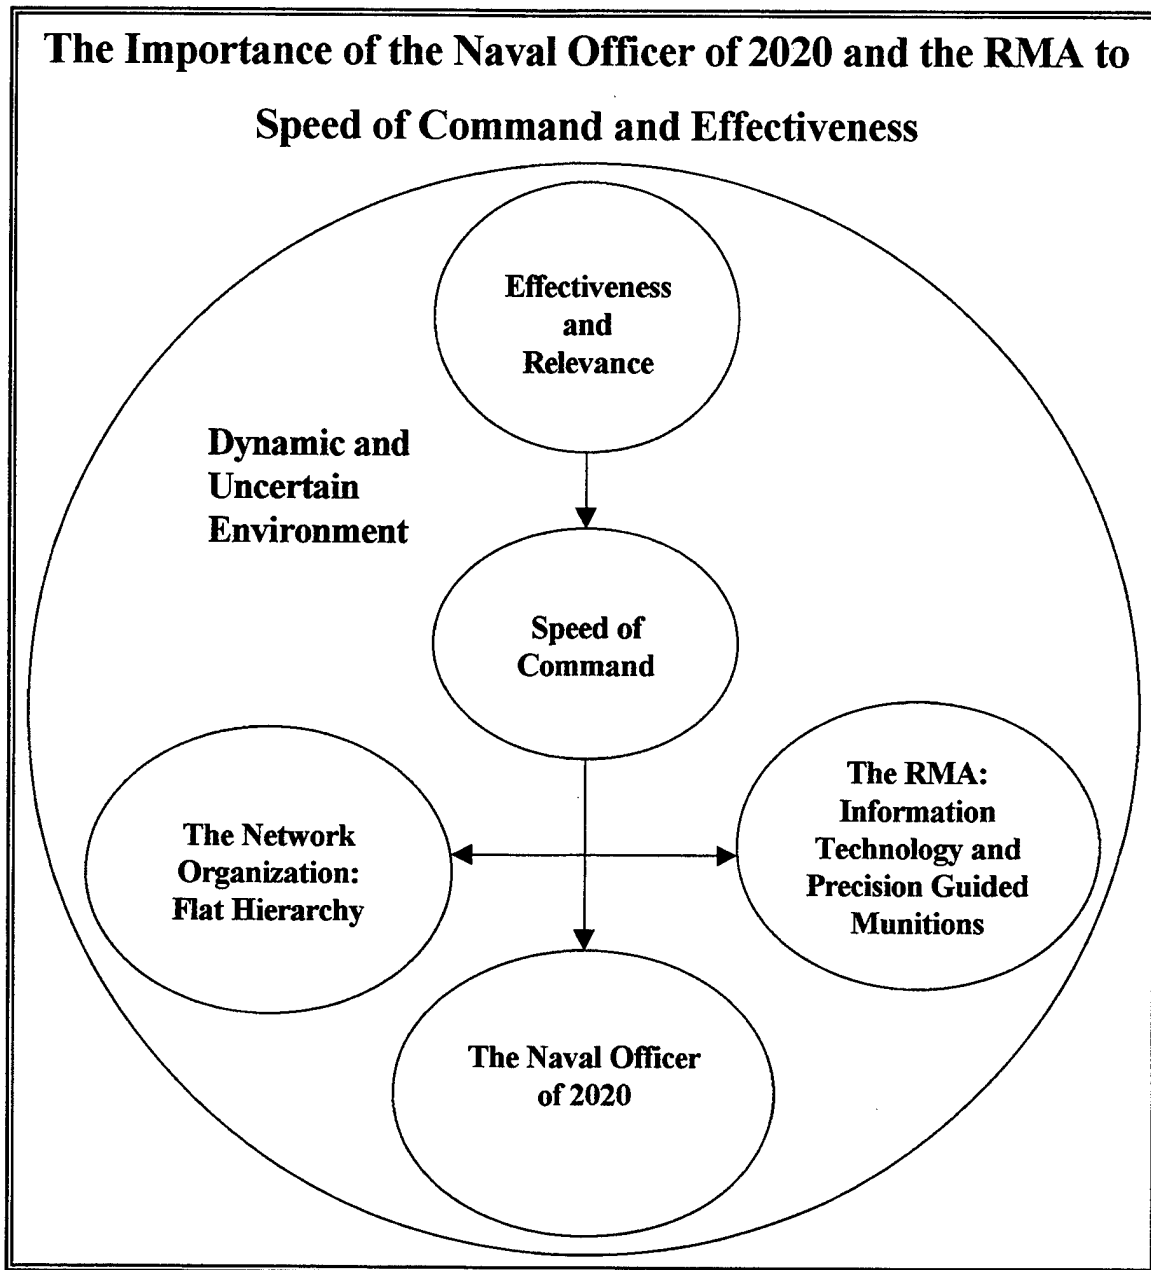 The Importance of the Naval Officer of 2020 and the RMA to
Speed of Command and Effectiveness
Effectiveness
and
Relevance
Dynamic and
Uncertain
Environment
Speed of
Command
The Network
Organization:
Flat Hierarchy
The RMA:
Information
Technology and
Precision Guided
Munitions
The Naval Officer
of 2020